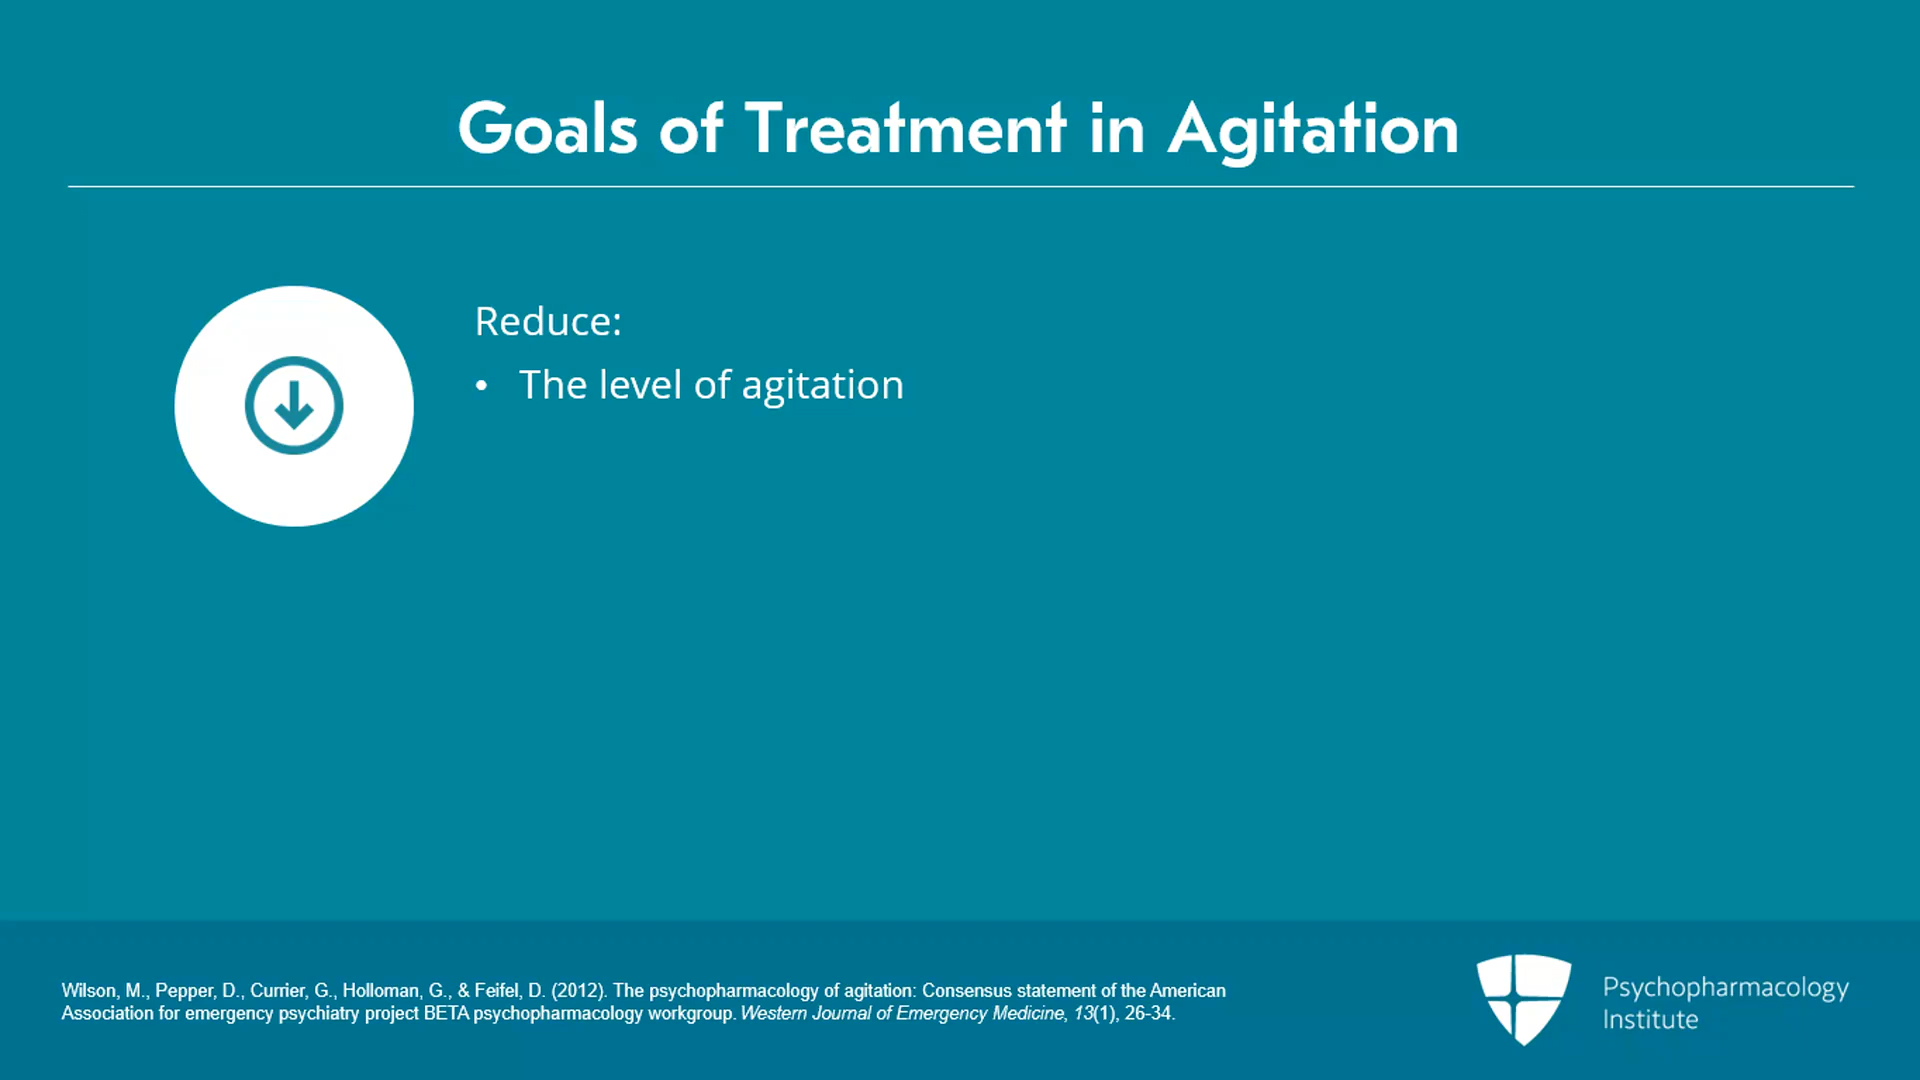 Goals of Treatment in Agitation
Reduce:
• The level of agitation
Wilson, M., Pepper, D., Currier, G., Holloman, G., & Feifel, D. (2012). The psychopharmacology of agitation: Consensus statement of the American
Association for emergency psychiatry project BETA psychopharmacology workgroup. Western Journal of Emergency Medicine, 13(1), 26-34.
Psychopharmacology
Institute